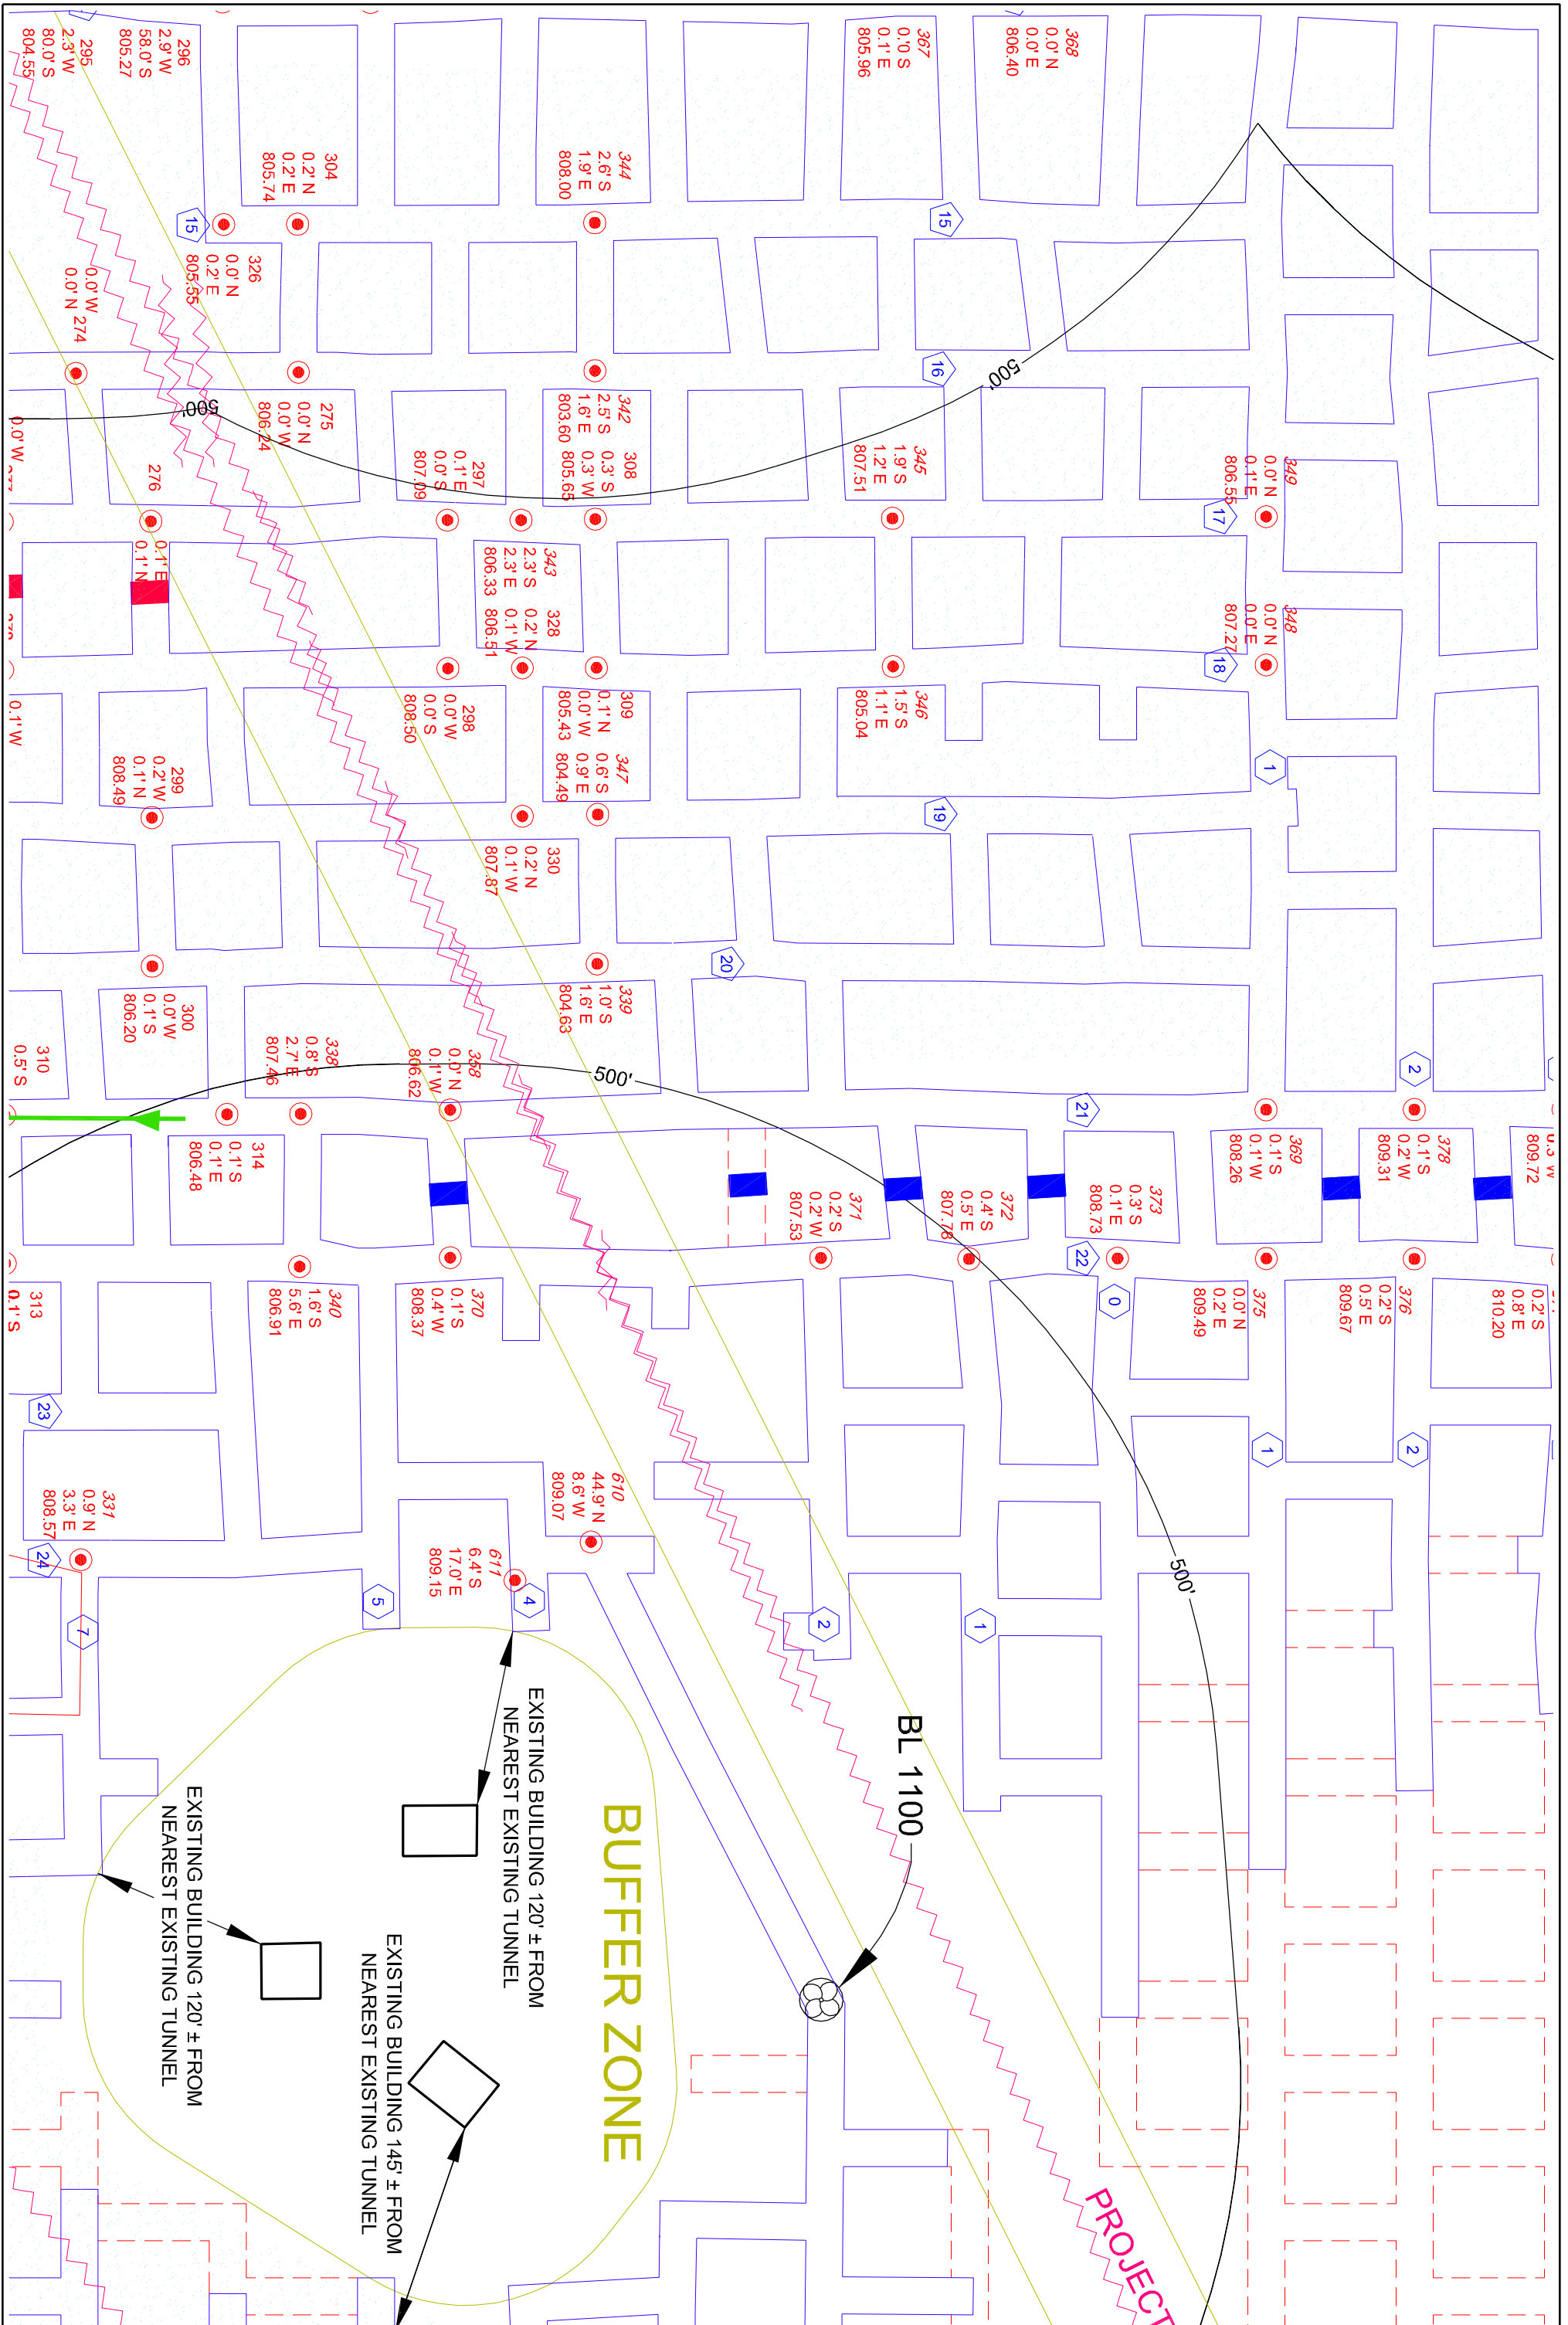 295
2.3' W
80.0' S
804.55
296
2.9' W
58.0' S
805.27
304
0.2' N
0.2' E
805.74
344
2.6' S
1.9' E
808.00
367
0.'0 S
0.1' E
805.96
368
0.0' N
0.0' E
806.40
15
15
326
0.0' N
0.2' E
805.55
0.0' W
0.0' N 274
16
500'
500'
275
0.0' N
0.0' W
806.24
297
0.1' E
0.0' S
807.09
342
2.5' S
1.6' E
803.60
308
0.3' S
0.3' W
805.65
345
1.9' S
1.2' E
807.51
349
0.0' N
0.1' E
806.55
17
0.0' W
276
0.1' E
0.1' N
343
2.3' S
2.3' E
806.33
328
0.2' N
0.1' W
806.51
348
0.0' N
0.0' E
807.27
18
0.1' W
299
0.2' W
0.1' N
808.49
298
0.0' W
0.0' S
808.50
309
0.1' N
0.0' W
805.43
347
0.6' S
0.9' E
804.49
346
1.5' S
1.1' E
805.04
1
19
330
0.2' N
0.1' W
807.87
20
339
1.0' S
1.6' E
804.63
300
0.0' W
0.1' S
806.20
310
0.5' S
338
0.8' S
2.7' E
807.46
358
0.0' N
0.1' W
806.62
500'
2
21
314
0.1' S
0.1' E
806.48
371
0.2' S
0.2' W
807.53
372
0.4' S
0.5' E
807.78
373
0.3' S
0.1' E
808.73
369
0.1' S
0.1' W
808.26
378
0.1' S
0.2' W
809.31
809.72
22
0
313
0.1' S
340
1.6' S
5.6' E
806.91
370
0.1' S
0.4' W
808.37
375
0.0' N
0.2' E
809.49
376
0.2' S
0.5' E
809.67
0.2' S
0.8' E
810.20
23
1
2
331
0.9' N
3.3' E
808.57
24
610
44.9' N
8.6' W
809.07
611
6.4' S
17.0' E
809.15
500'
7
5
4
2
1
BL 1100
EXISTING BUILDING 120' ± FROM
NEAREST EXISTING TUNNEL
BUFFER ZONE
EXISTING BUILDING 120' ± FROM
NEAREST EXISTING TUNNEL
EXISTING BUILDING 145' ± FROM
NEAREST EXISTING TUNNEL
PROJECT